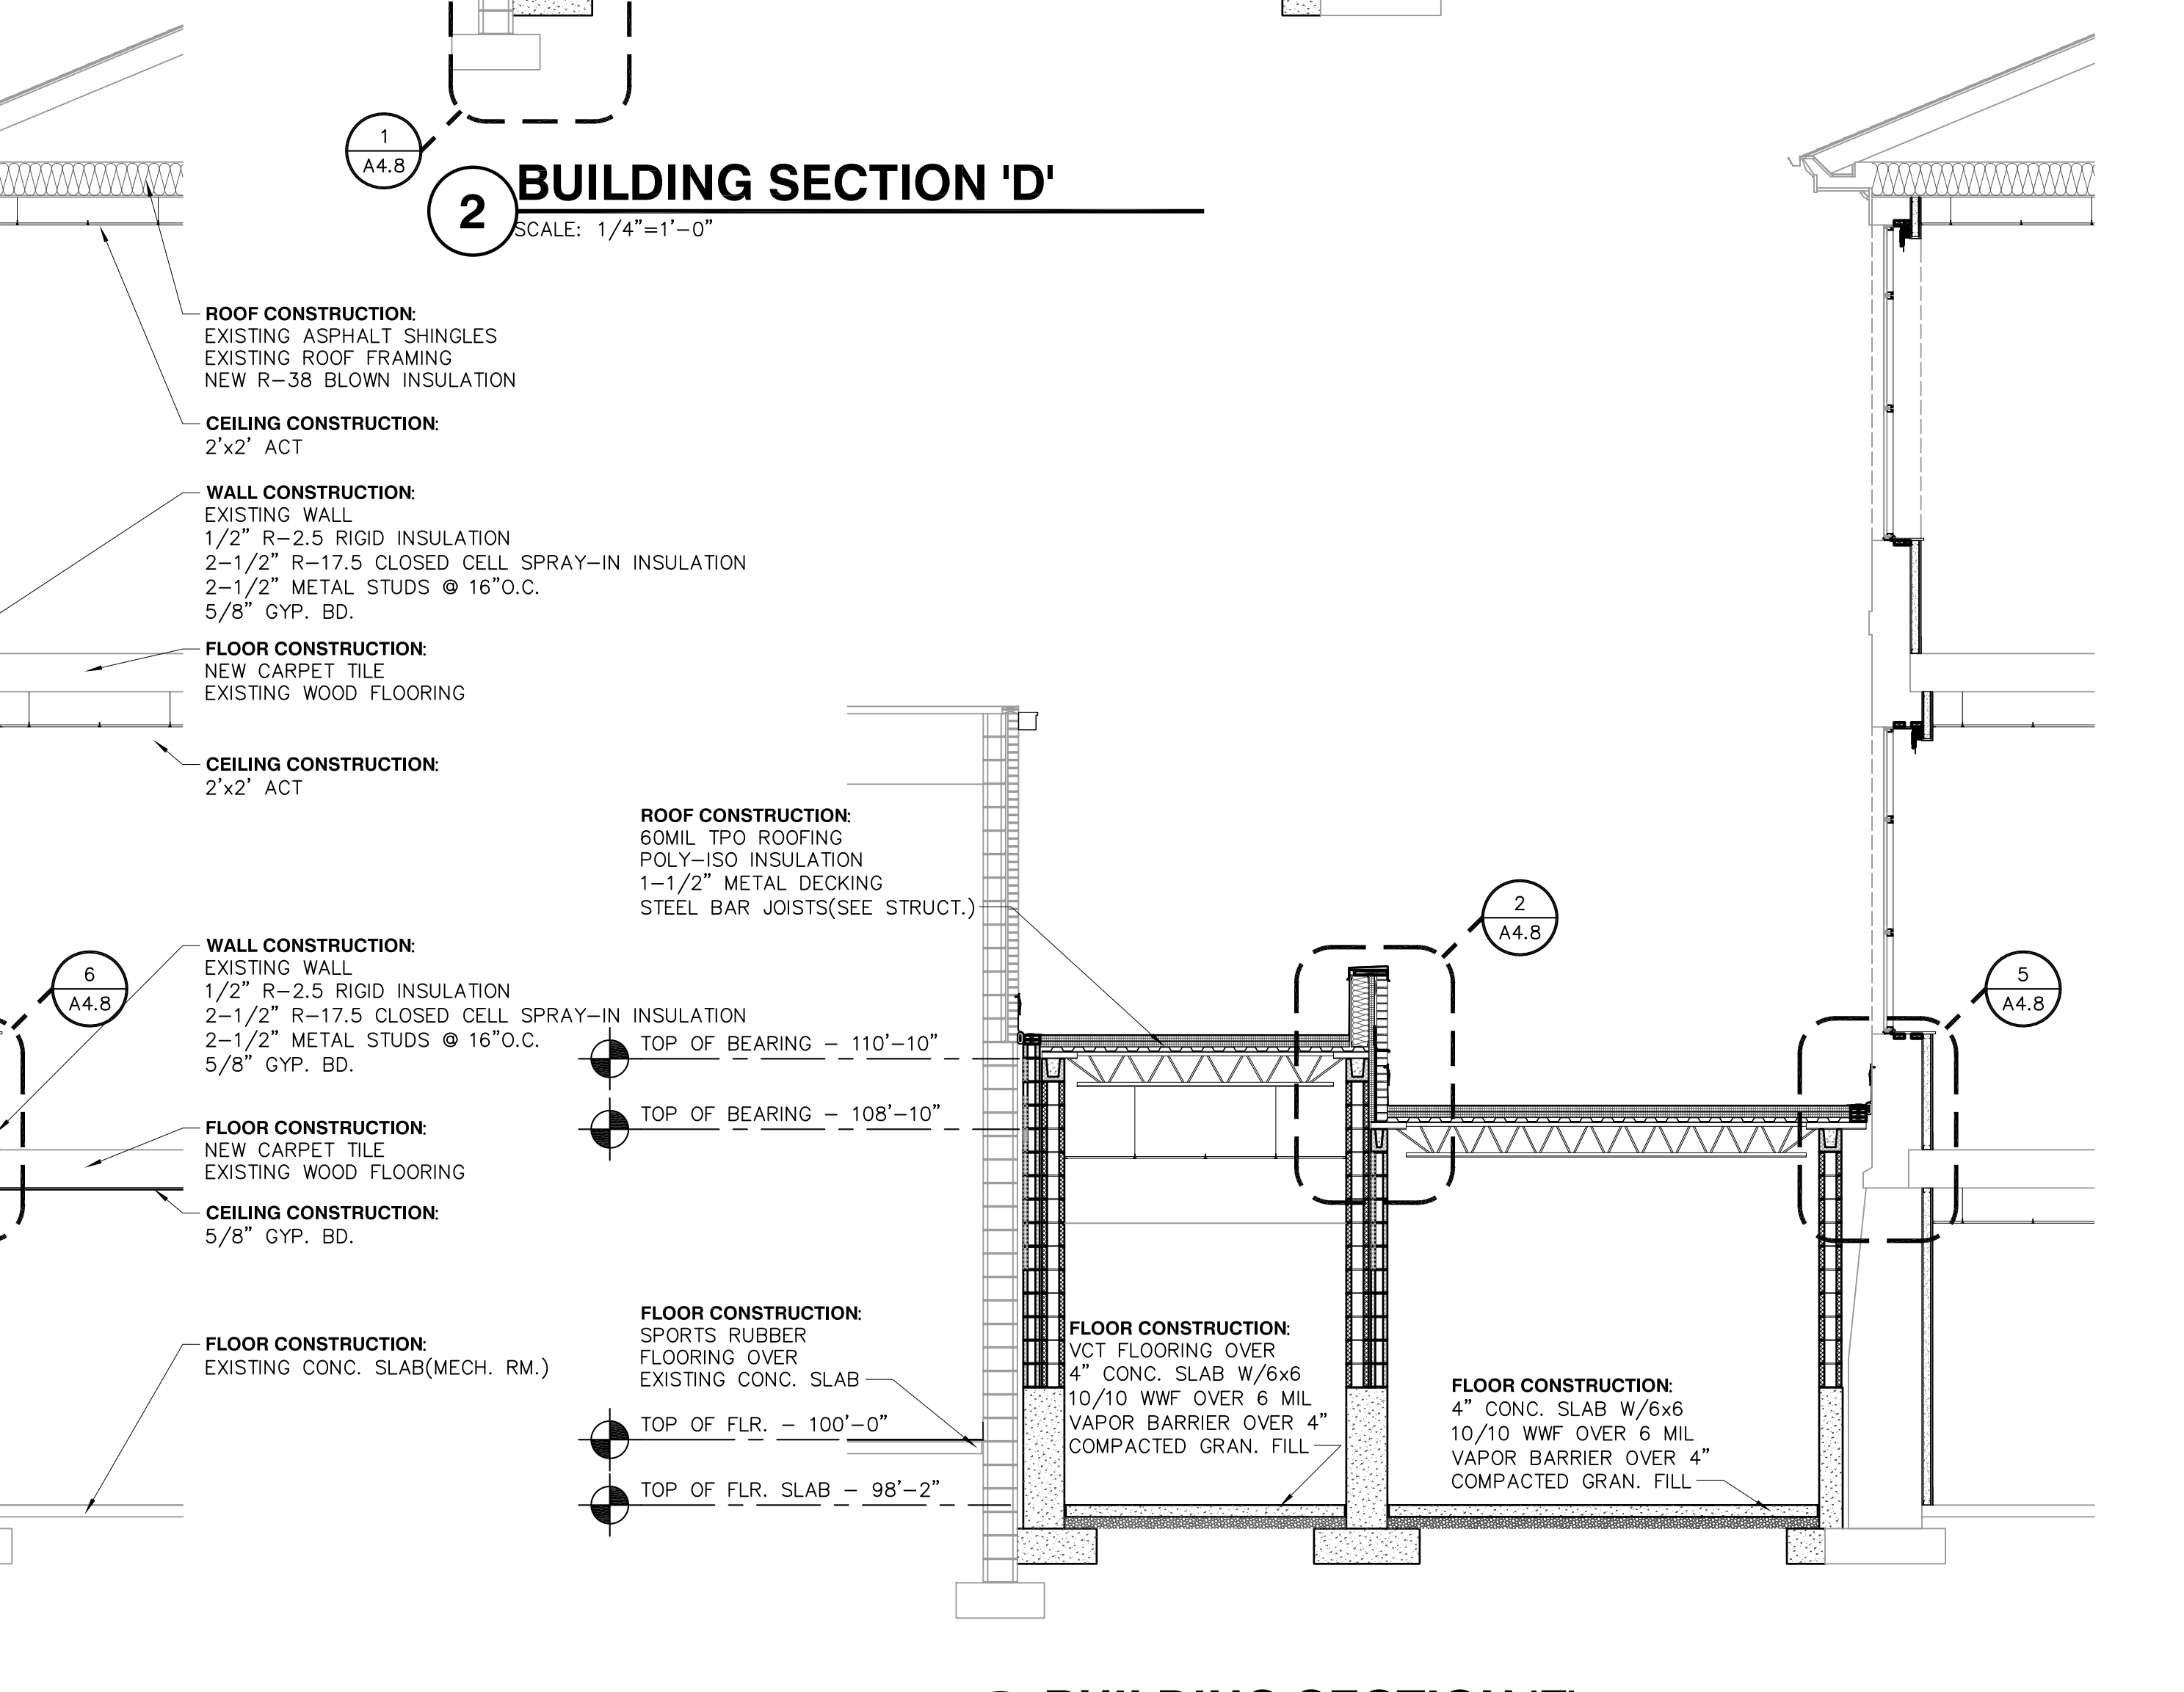 1
A4.8
2
BUILDING SECTION 'D'
SCALE: 1/4"=1'-0"
ROOF CONSTRUCTION:
EXISTING ASPHALT SHINGLES
EXISTING ROOF FRAMING
NEW R-38 BLOWN INSULATION
CEILING CONSTRUCTION:
2'x2' ACT
WALL CONSTRUCTION:
EXISTING WALL
1/2" R-2.5 RIGID INSULATION
2-1/2" R-17.5 CLOSED CELL SPRAY-IN INSULATION
2-1/2" METAL STUDS @ 16"O.C.
5/8" GYP. BD.
FLOOR CONSTRUCTION:
NEW CARPET TILE
EXISTING WOOD FLOORING
CEILING CONSTRUCTION:
2'x2' ACT
ROOF CONSTRUCTION:
60MIL TPO ROOFING
POLY-ISO INSULATION
1-1/2" METAL DECKING
STEEL BAR JOISTS(SEE STRUCT.)
2
A4.8
6
A4.8
5
A4.8
WALL CONSTRUCTION:
EXISTING WALL
1/2" R-2.5 RIGID INSULATION
2-1/2" R-17.5 CLOSED CELL SPRAY-IN INSULATION
2-1/2" METAL STUDS @ 16"O.C.
5/8" GYP. BD.
TOP OF BEARING - 110'-10"
TOP OF BEARING - 108'-10"
FLOOR CONSTRUCTION:
NEW CARPET TILE
EXISTING WOOD FLOORING
CEILING CONSTRUCTION:
5/8" GYP. BD.
FLOOR CONSTRUCTION:
EXISTING CONC. SLAB(MECH. RM.)
FLOOR CONSTRUCTION:
SPORTS RUBBER
FLOORING OVER
EXISTING CONC. SLAB
TOP OF FLR. - 100'-0"
TOP OF FLR. SLAB - 98'-2"
FLOOR CONSTRUCTION:
VCT FLOORING OVER
4" CONC. SLAB W/6x6
10/10 WWF OVER 6 MIL
VAPOR BARRIER OVER 4"
COMPACTED GRAN. FILL
FLOOR CONSTRUCTION:
4" CONC. SLAB W/6x6
10/10 WWF OVER 6 MIL
VAPOR BARRIER OVER 4"
COMPACTED GRAN. FILL
BUILDING SECTION